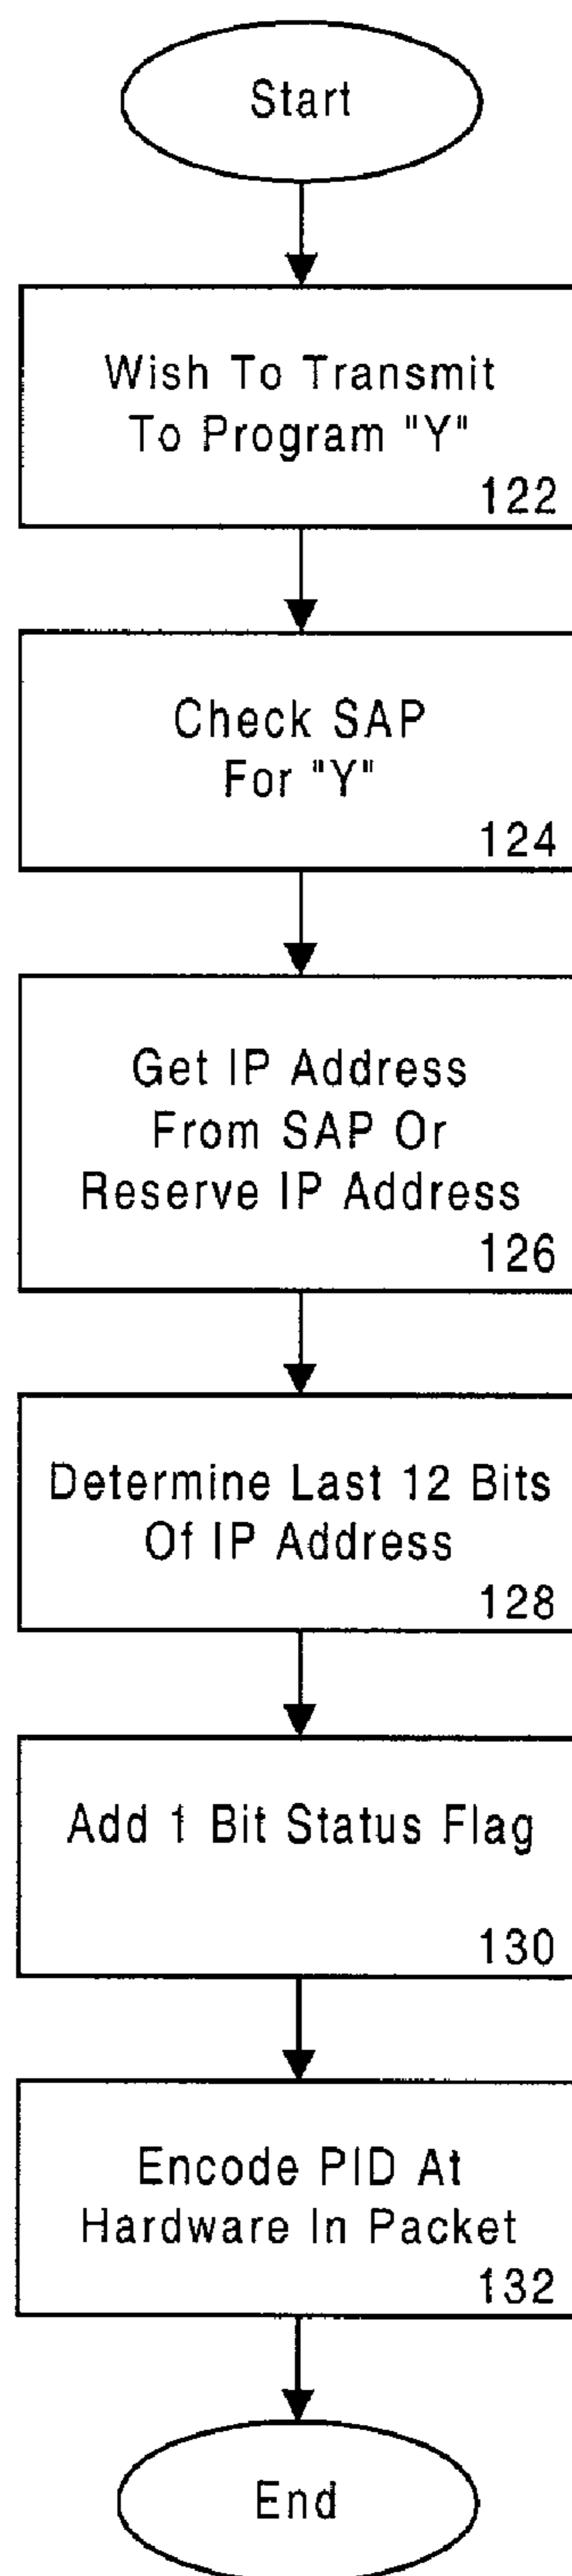 Start
Wish To Transmit
To Program "Y"
122
Check SAP
For "Y"
124
Get IP Address
From SAP Or
Reserve IP Address
126
Determine Last 12 Bits
Of IP Address
128
Add 1 Bit Status Flag
130
Encode PID At
Hardware In Packet
132
End